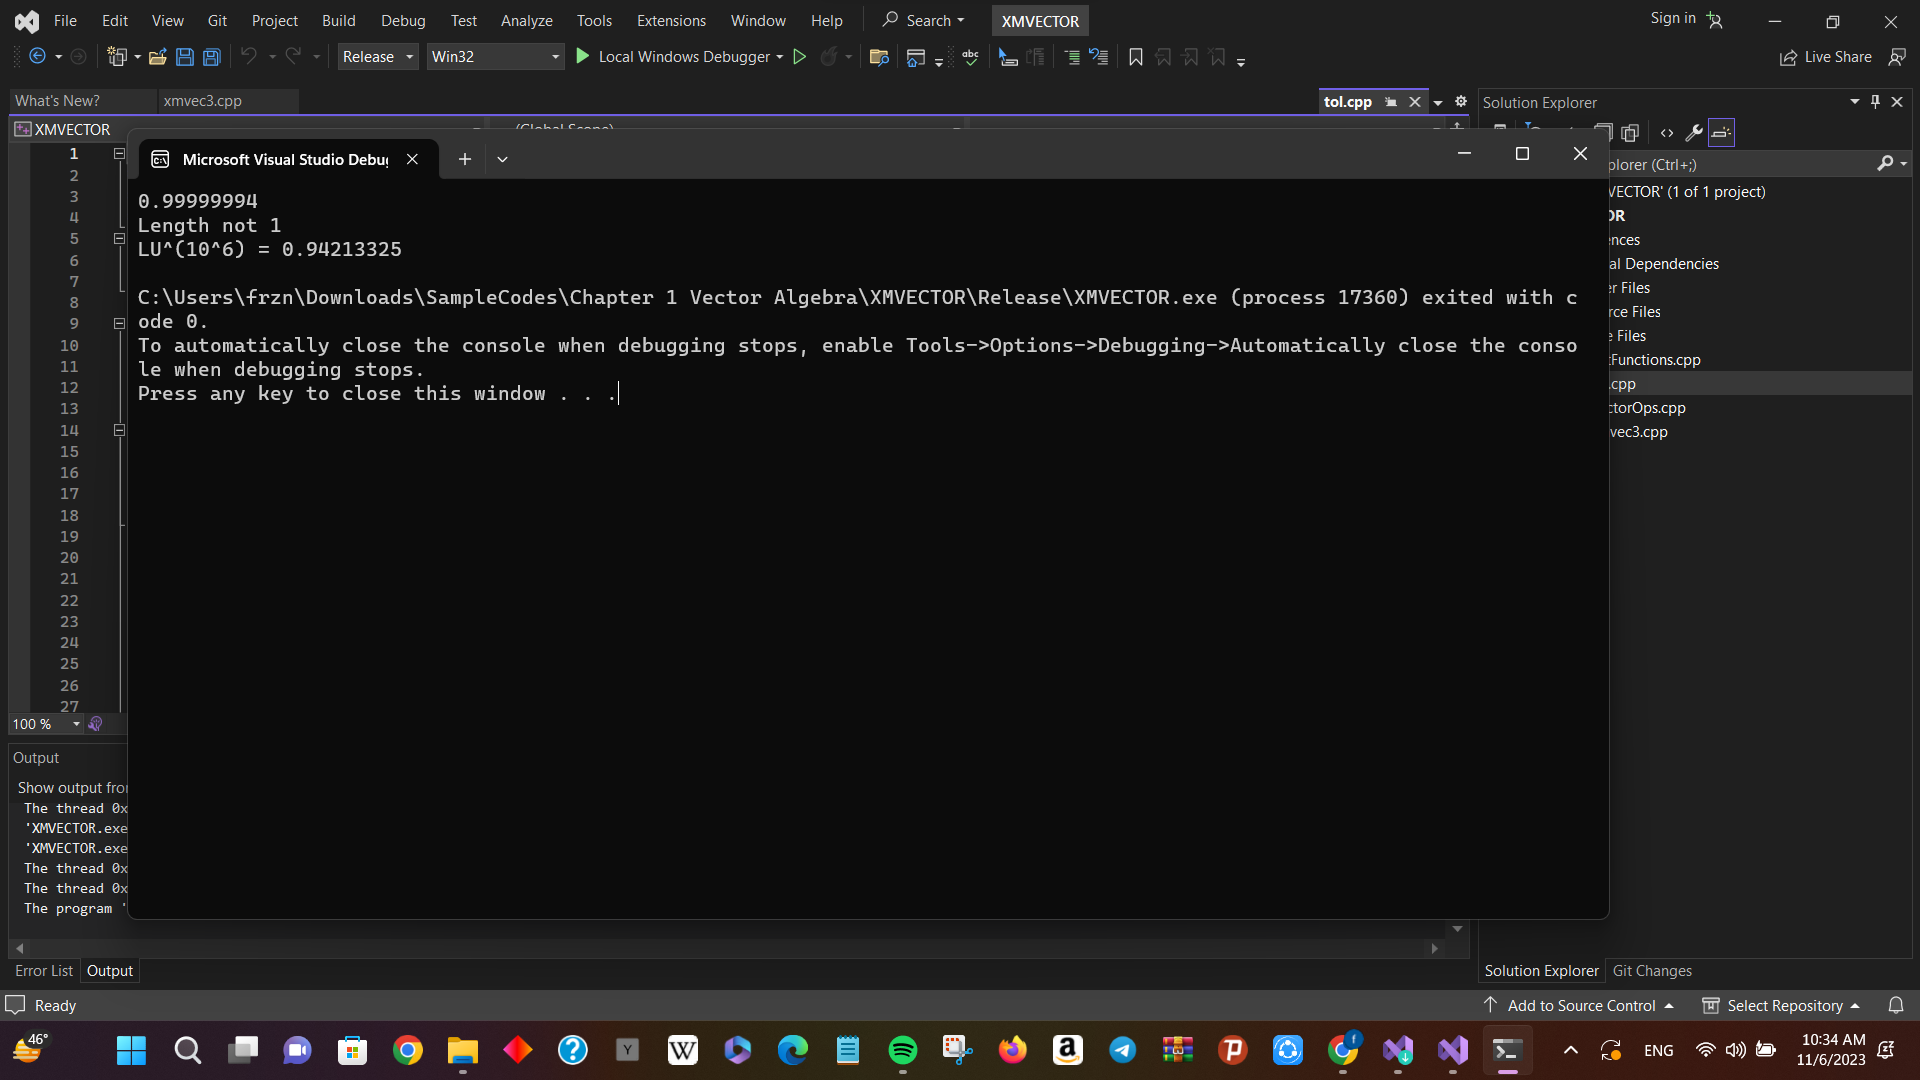 File Edit View Git Project Build Debug Test Analyze Tools Extensions Window Help Search XMVECTOR Sign in
Release Win32 Local Windows Debugger abc Live Share
What's New? xmvec3.cpp tol.cpp Solution Explorer
XMVECTOR (Global Scope)
Microsoft Visual Studio Debu
plorer (Ctrl+;)
VECTOR' (1 of 1 project)
OR
ences
al Dependencies
er Files
rce Files
e Files
tFunctions.cpp
.cpp
ctorOps.cpp
vec3.cpp
1
2
3
4
5
6
7
8
9
10
11
12
13
14
15
16
17
18
19
20
21
22
23
24
25
26
27
0.99999994
Length not 1
LU^(10^6) = 0.94213325
C:\Users\frzn\Downloads\SampleCodes\Chapter 1 Vector Algebra\XMVECTOR\Release\XMVECTOR.exe (process 17360) exited with c
ode 0.
To automatically close the console when debugging stops, enable Tools->Options->Debugging->Automatically close the conso
le when debugging stops.
Press any key to close this window . . .
100 %
Output
Show output fro
The thread 0x
'XMVECTOR.exe
'XMVECTOR.exe
The thread 0x
The thread 0x
The program '
Error List Output Solution Explorer Git Changes
Ready Add to Source Control Select Repository
46° Y W a P f ENG 10:34 AM
11/6/2023